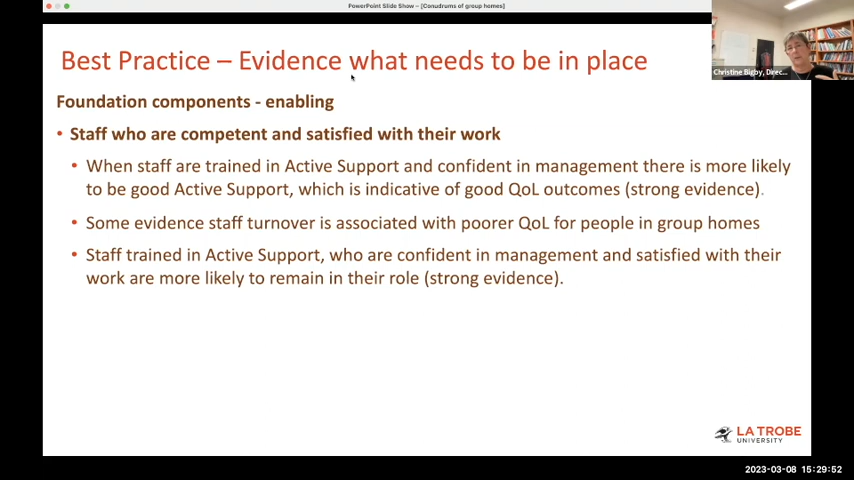 PowerPoint Slide Show – [Conudrums of group homes]
Christine Bigby, Direc...
Best Practice – Evidence what needs to be in place
Foundation components - enabling
• Staff who are competent and satisfied with their work
• When staff are trained in Active Support and confident in management there is more likely
to be good Active Support, which is indicative of good QoL outcomes (strong evidence).
• Some evidence staff turnover is associated with poorer QoL for people in group homes
• Staff trained in Active Support, who are confident in management and satisfied with their
work are more likely to remain in their role (strong evidence).
LA TROBE
UNIVERSITY
2023-03-08 15:29:52